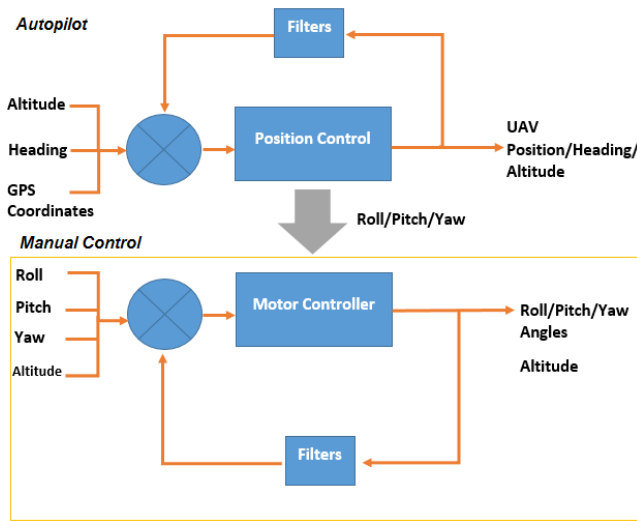 Autopilot
Filters
Altitude
Heading
GPS
Coordinates
Position Control
UAV
Position/Heading/
Altitude
Roll/Pitch/Yaw
Manual Control
Roll
Pitch
Yaw
Altitude
Motor Controller
Roll/Pitch/Yaw
Angles
Altitude
Filters